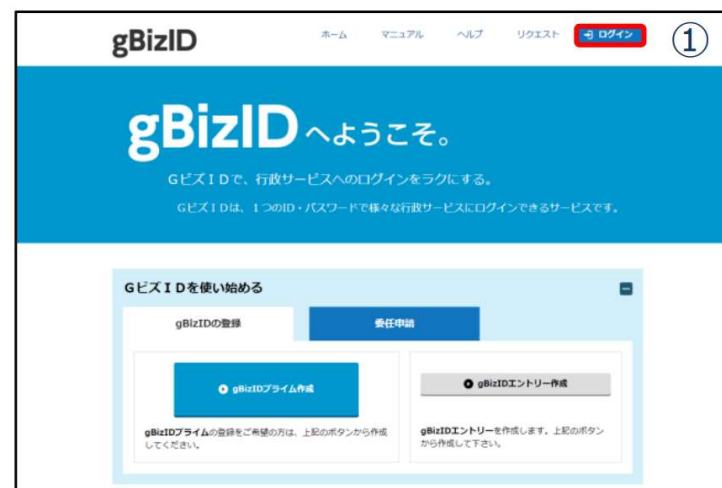 gBizID
ホーム マニュアル ヘルプ リクエスト ログイン ①
gBizIDへようこそ。
GビズIDで、行政サービスへのログインをラクにする。
GビズIDは、1つのID・パスワードで様々な行政サービスにログインできるサービスです。
GビズIDを使い始める
gBizIDの登録 委任申請
gBizIDプライム作成 gBizIDエントリー作成
gBizIDプライムの登録をご希望の方は、上記のボタンから作成
してください。
gBizIDエントリーを作成します。上記のボタン
から作成して下さい。